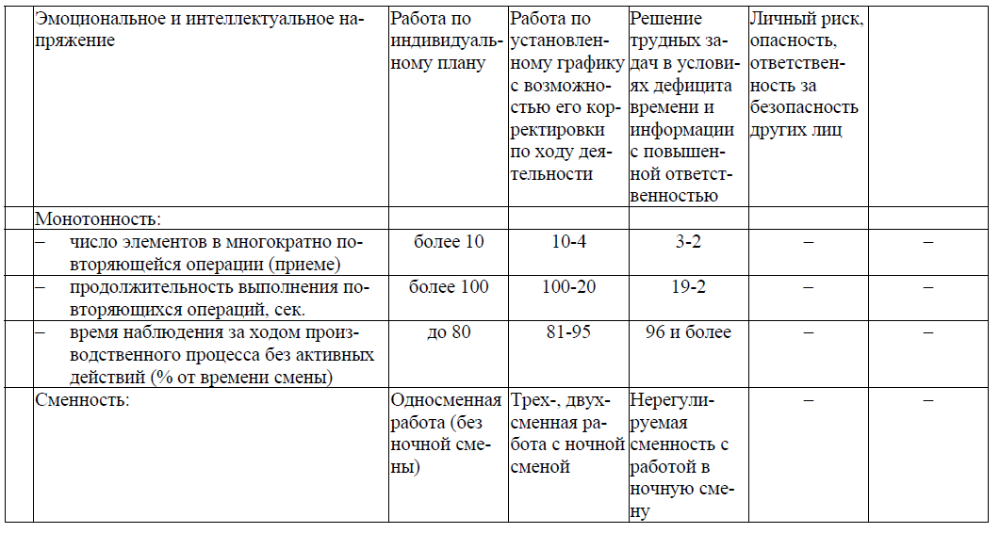 Эмоциональное и интеллектуальное на-
пряжение
Работа по
индивидуаль-
ному плану
Работа по
установлен-
ному графику
с возможно-
стью его кор-
ректировки
по ходу дея-
тельности
Решение
трудных за-
дач в услови-
ях дефицита
времени и
информации
с повышен-
ной ответст-
венностью
Личный риск,
опасность,
ответствен-
ность за
безопасность
других лиц
Монотонность:
– число элементов в многократно по-
вторяющейся операции (приеме)
более 10
10-4
3-2
–
–
– продолжительность выполнения по-
вторяющихся операций, сек.
более 100
100-20
19-2
–
–
– время наблюдения за ходом произ-
водственного процесса без активных
действий (% от времени смены)
до 80
81-95
96 и более
–
–
Сменность:
Односменная
работа (без
ночной сме-
ны)
Трех-, двух-
сменная ра-
бота с ночной
сменой
Нерегули-
руемая
сменность с
работой в
ночную сме-
ну
–
–